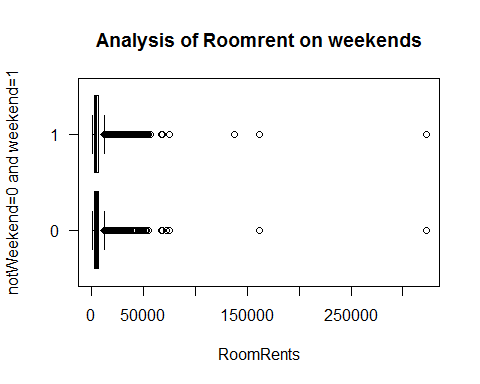 Analysis of Roomrent on weekends
notWeekend=0 and weekend=1
1
0
0
50000
150000
250000
RoomRents